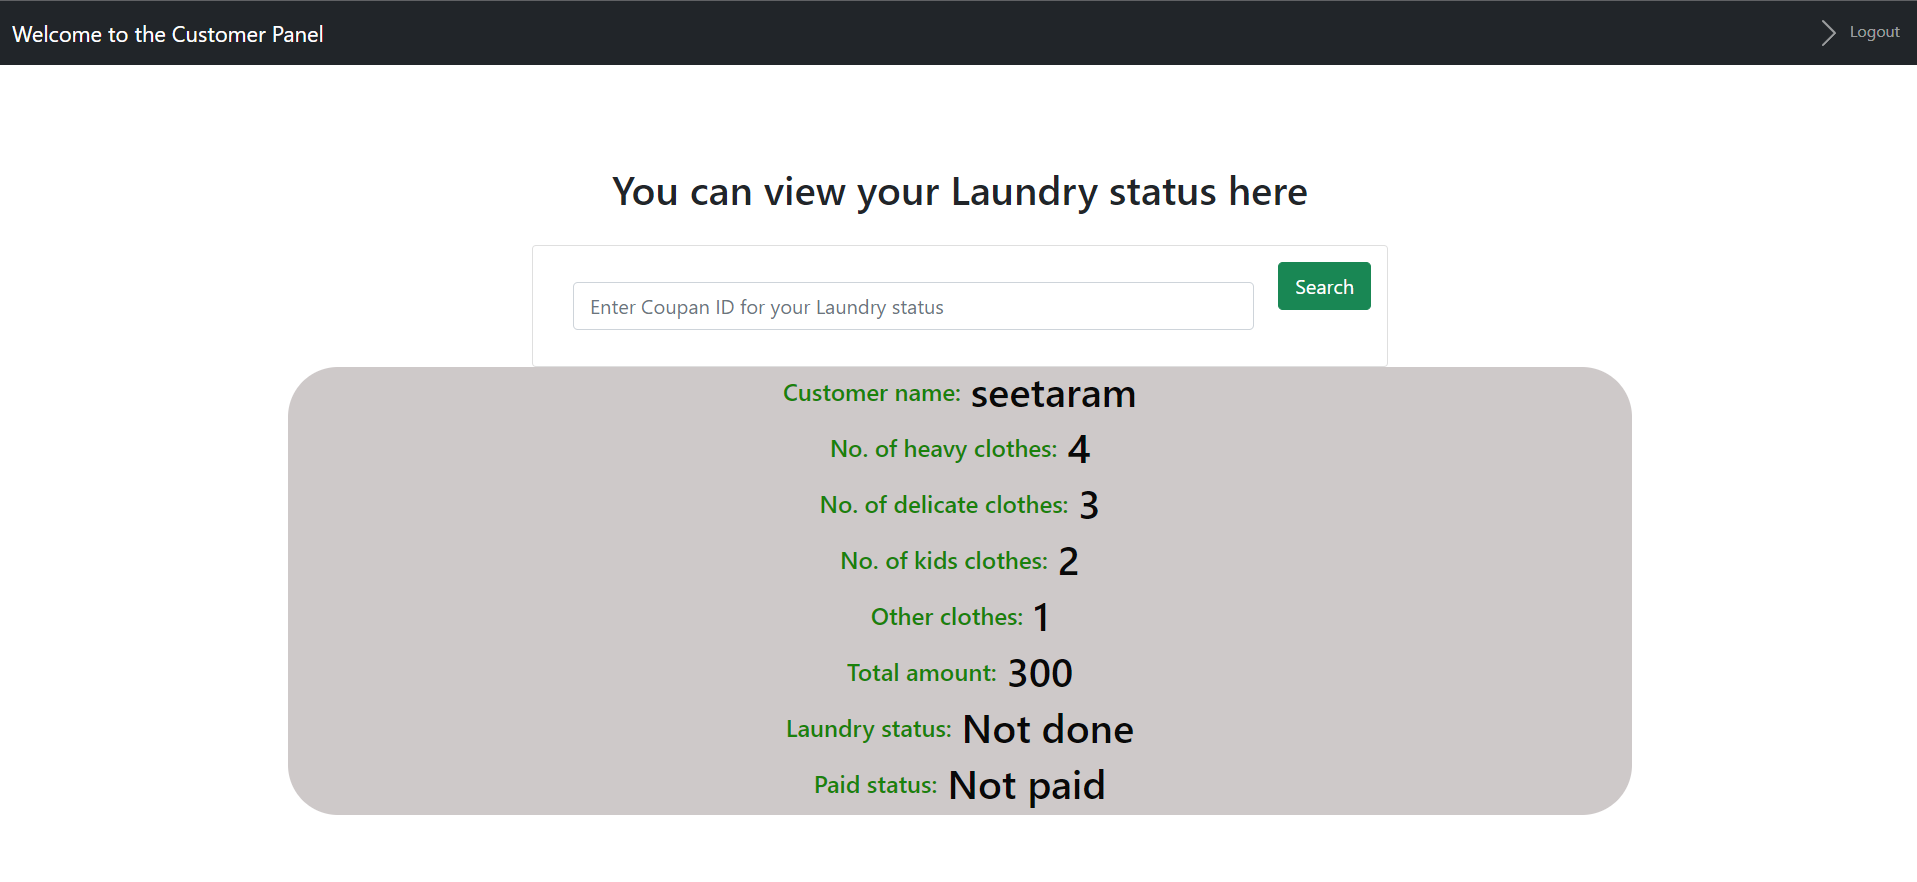 Welcome to the Customer Panel
Logout
You can view your Laundry status here
Enter Coupan ID for your Laundry status
Search
Customer name: seetaram
No. of heavy clothes: 4
No. of delicate clothes: 3
No. of kids clothes: 2
Other clothes: 1
Total amount: 300
Laundry status: Not done
Paid status: Not paid